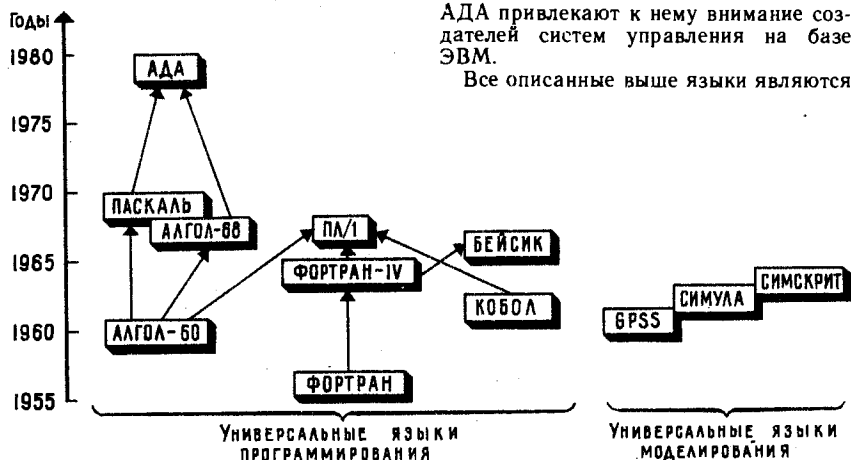 АДА привлекают к нему внимание соз-
дателей систем управления на базе
ЭВМ.
Все описанные выше языки являются
Годы
1980
1975
1970
1965
1960
1955
АДА
ПАСКАЛЬ
АЛГОЛ-68
ПЛ/1
БЕЙСИК
ФОРТРАН-IV
КОБОЛ
АЛГОЛ-60
ФОРТРАН
СИМСКРИТ
СИМУЛА
GPSS
Универсальные языки
программирования
Универсальные языки
моделирования